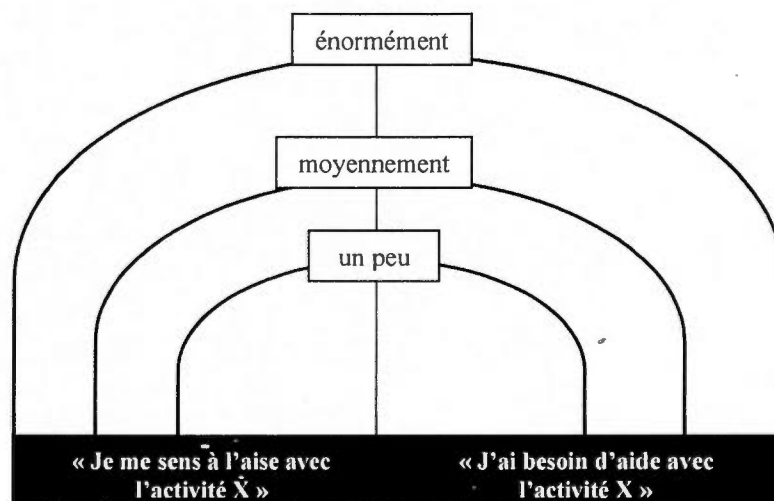 énormément
moyennement
un peu
« Je me sens à l'aise avec
l'activité X »
« J'ai besoin d'aide avec
l'activité X »